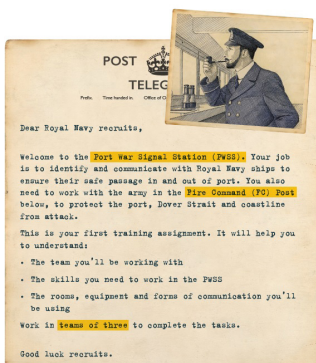 POST
TELEG
Prefix. Time handed in. Office of O
Dear Royal Navy recruits,
Welcome to the Port War Signal Station (PWSS). Your job
is to identify and communicate with Royal Navy ships to
ensure their safe passage in and out of port. You also
need to work with the army in the Fire Command (FC) Post
below, to protect the port, Dover Strait and coastline
from attack.
This is your first training assignment. It will help you
to understand:
• The team you'll be working with
• The skills you need to work in the PWSS
• The rooms, equipment and forms of communication you'll
be using
Work in teams of three to complete the tasks.
Good luck recruits.